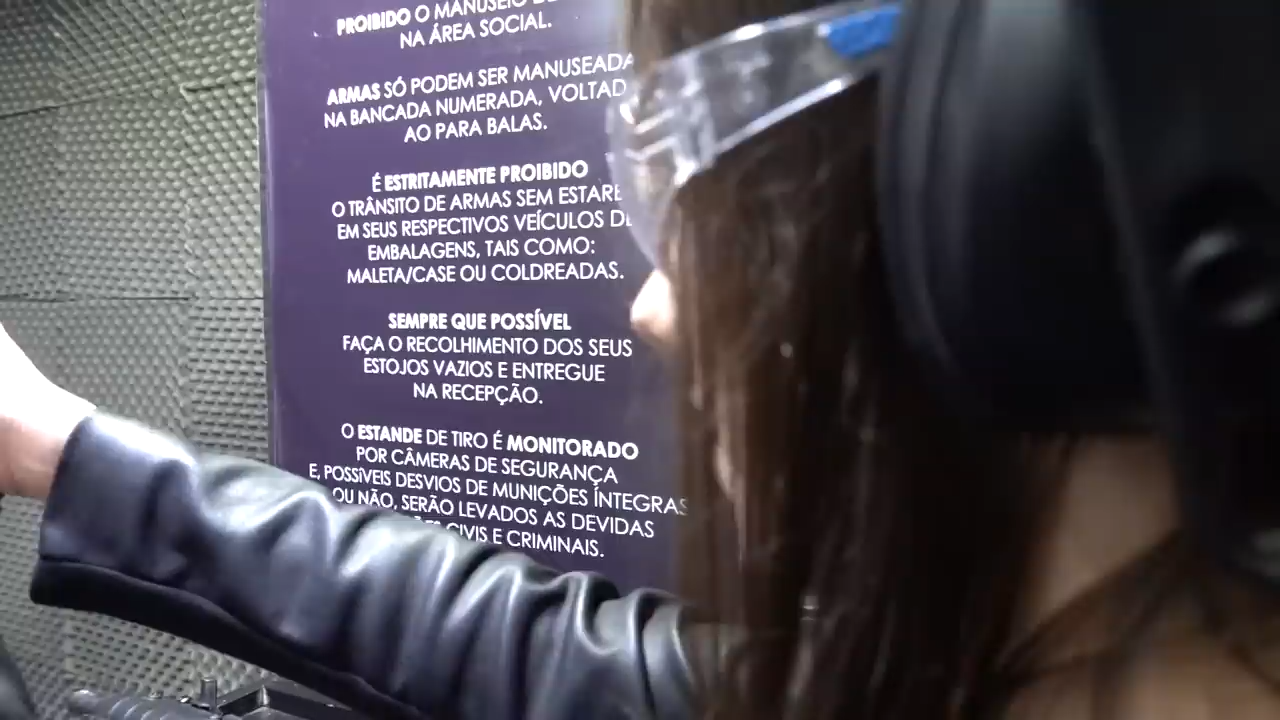 PROIBIDO O MANUSEIO
NA ÁREA SOCIAL.
ARMAS SÓ PODEM SER MANUSEADA
NA BANCADA NUMERADA, VOLTAD
AO PARA BALAS.
É ESTRITAMENTE PROIBIDO
O TRÂNSITO DE ARMAS SEM ESTARE
EM SEUS RESPECTIVOS VEÍCULOS DE
EMBALAGENS, TAIS COMO:
MALETA/CASE OU COLDREADAS.
SEMPRE QUE POSSÍVEL
FAÇA O RECOLHIMENTO DOS SEUS
ESTOJOS VAZIOS E ENTREGUE
NA RECEPÇÃO.
O ESTANDE DE TIRO É MONITORADO
POR CÂMERAS DE SEGURANÇA
E, POSSÍVEIS DESVIOS DE MUNIÇÕES ÍNTEGRAS
OU NÃO, SERÃO LEVADOS AS DEVIDAS
CIVIS E CRIMINAIS.